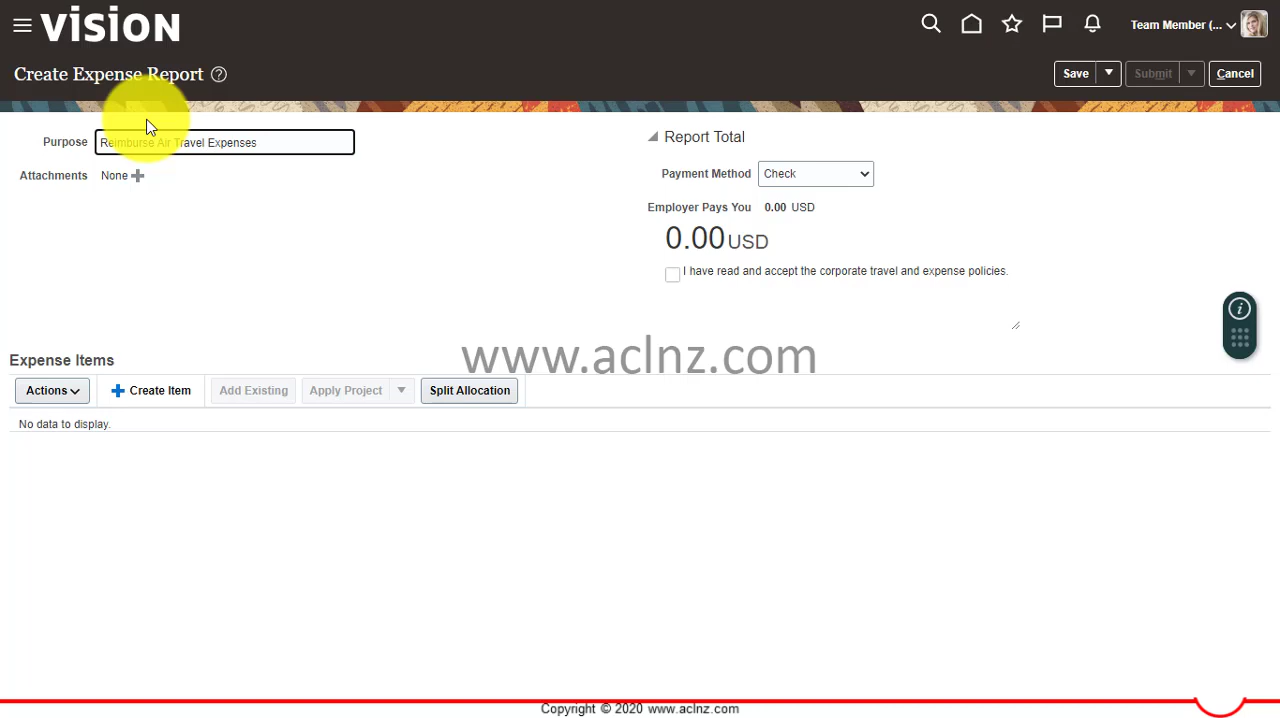 vision
Team Member (...
Create Expense Report ?
Save
Submit
Cancel
Purpose
Reimburse Air Travel Expenses
Attachments
None
Report Total
Payment Method
Check
Employer Pays You
0.00 USD
0.00 USD
I have read and accept the corporate travel and expense policies.
i
www.aclnz.com
Expense Items
Actions
Create Item
Add Existing
Apply Project
Split Allocation
No data to display.
Copyright © 2020 www.aclnz.com